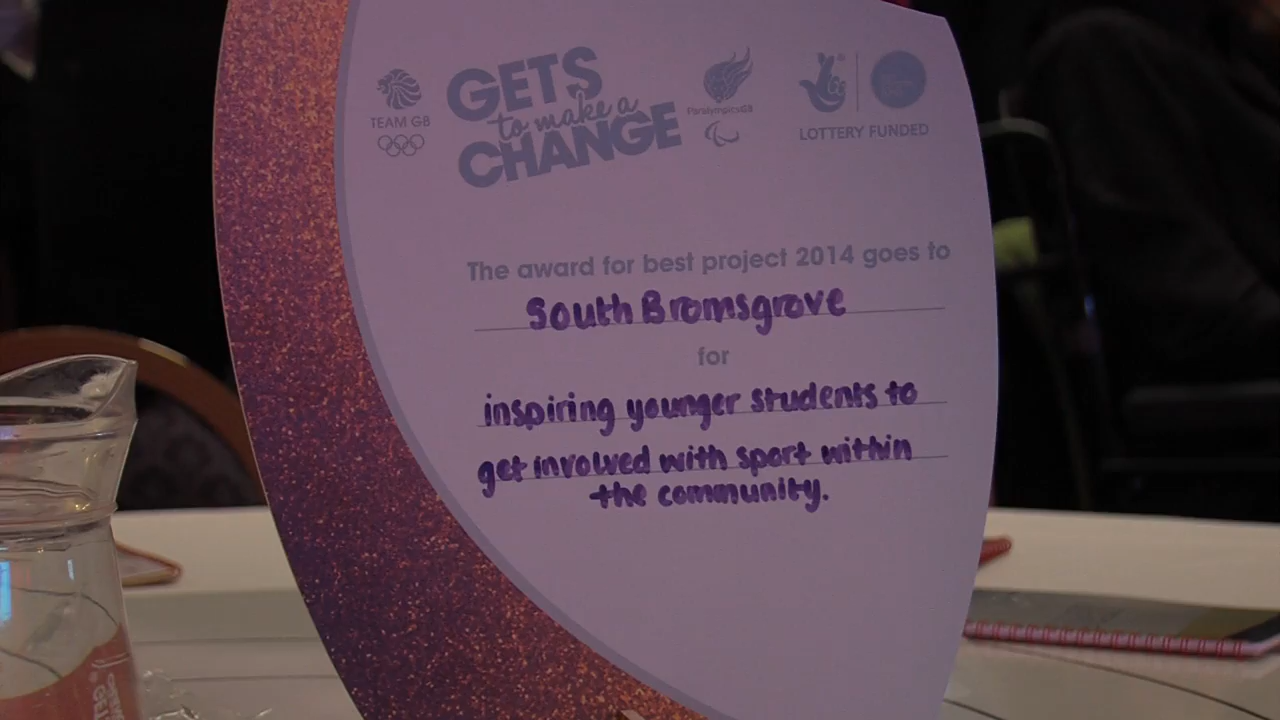 TEAM GB
GETS
to make a
CHANGE
ParalympicsGB
LOTTERY FUNDED
The award for best project 2014 goes to
South Bromsgrove
for
inspiring younger students to
get involved with sport within
the community.